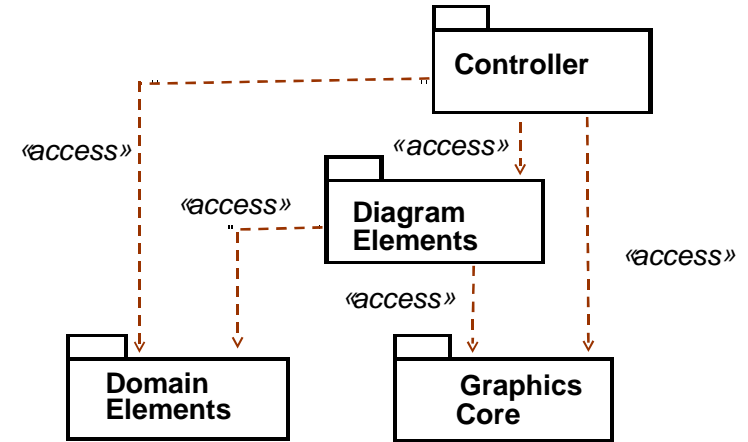 Controller
«access»
«access»
«access»
Diagram
Elements
«access»
«access»
Domain
Elements
Graphics
Core